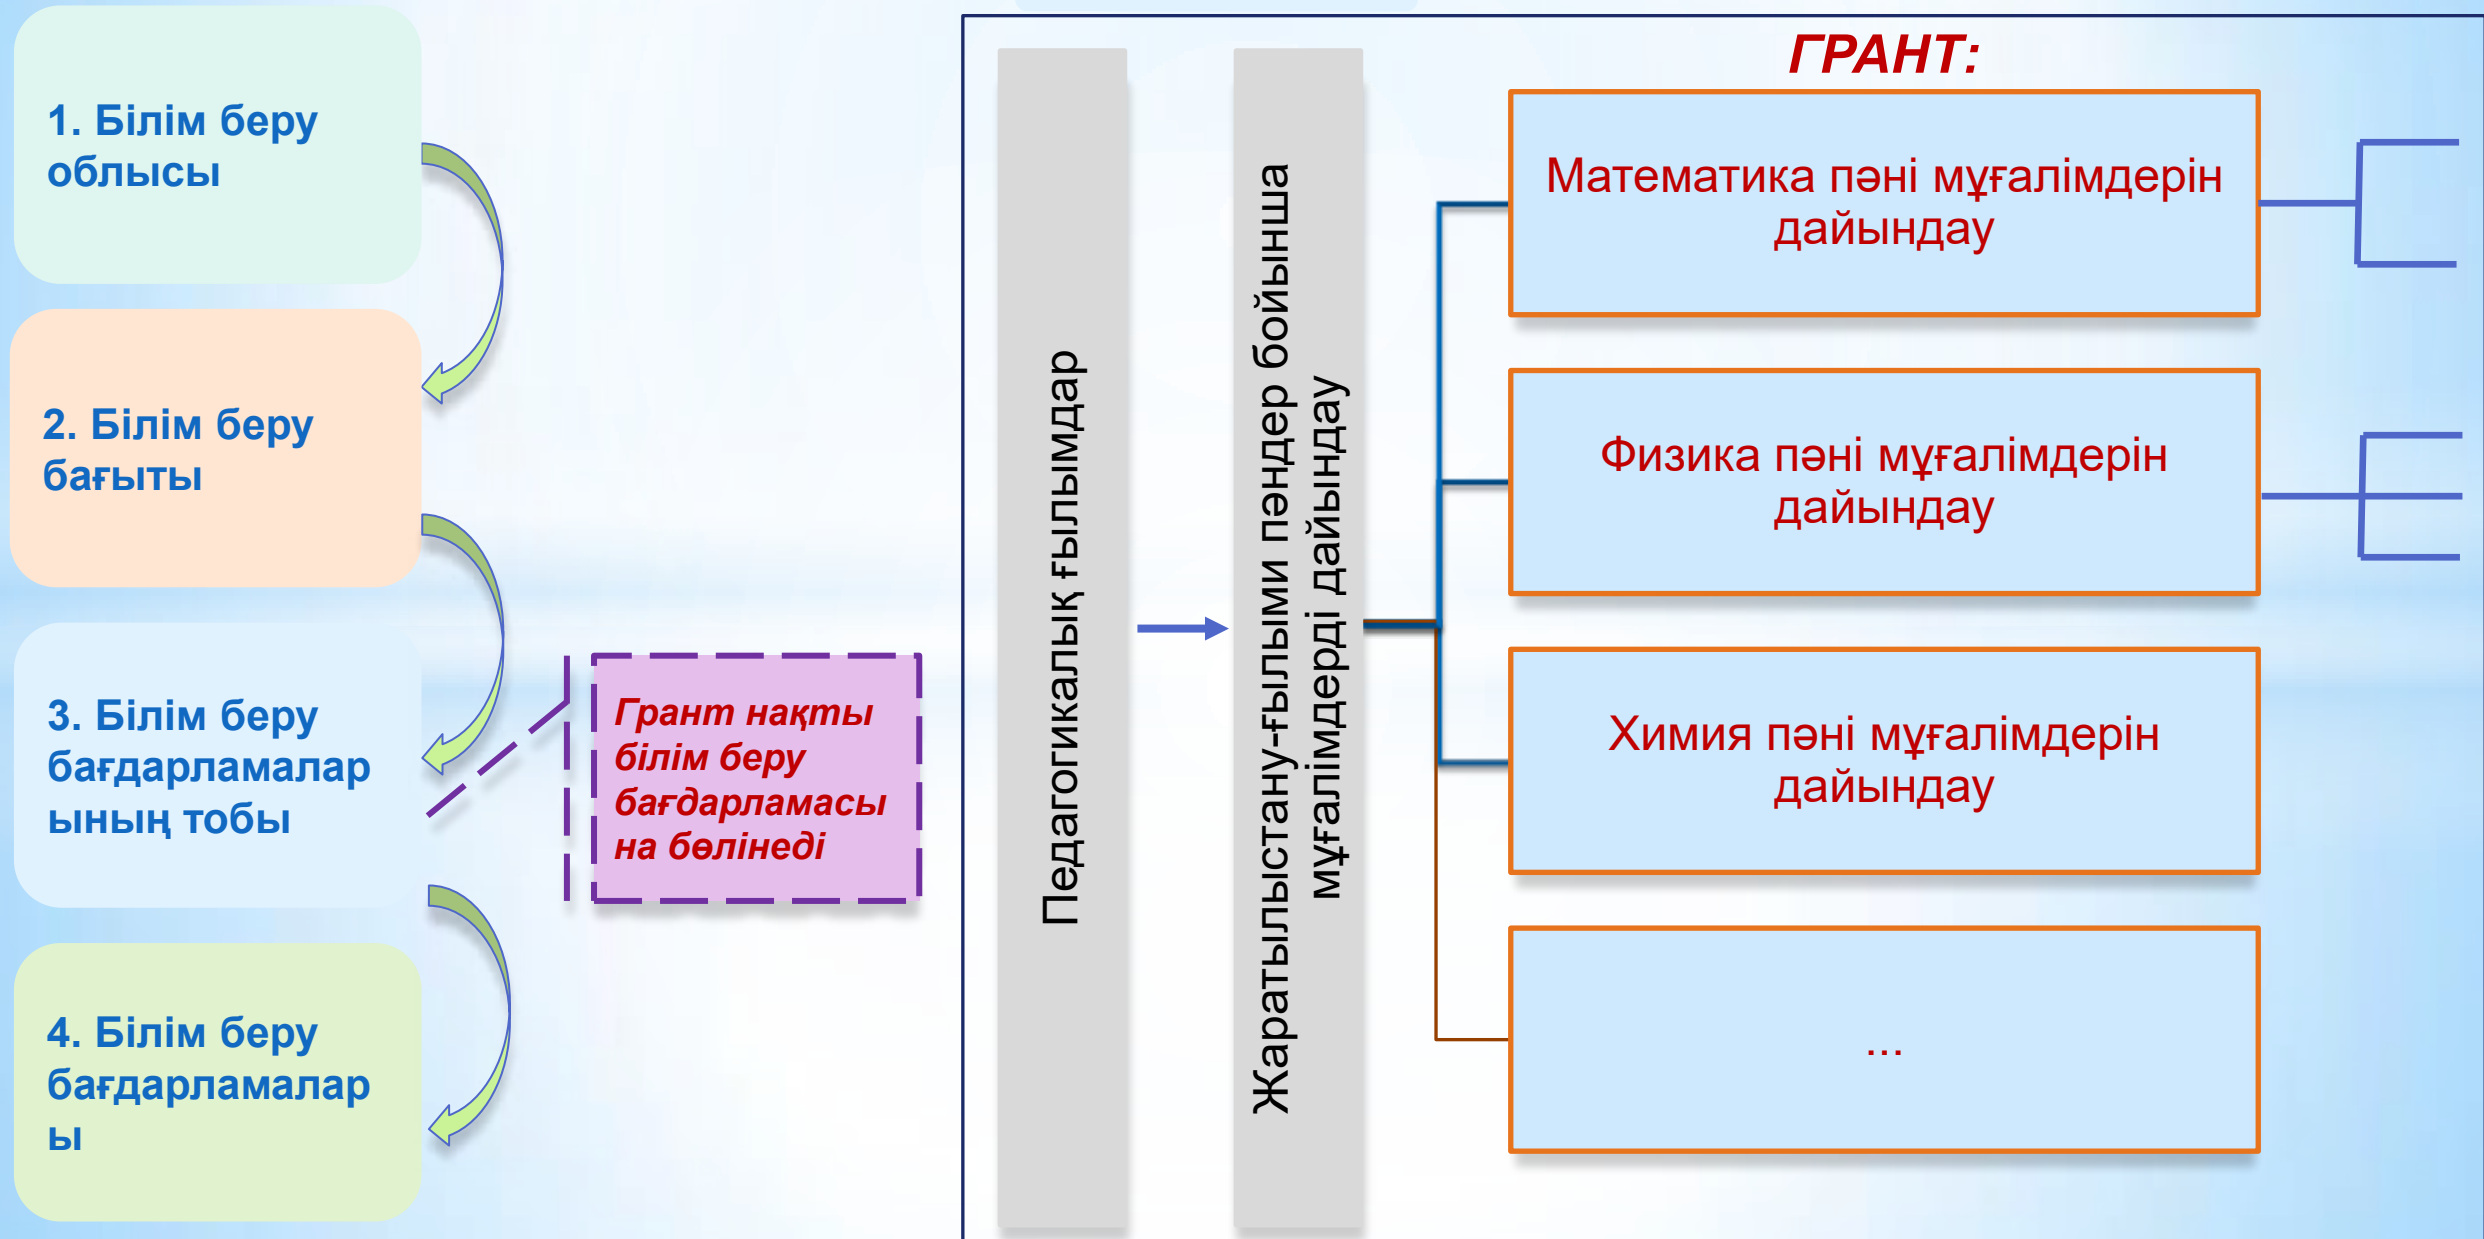 1. Білім беру
облысы
2. Білім беру
бағыты
3. Білім беру
бағдарламалар
ының тобы
4. Білім беру
бағдарламалар
ы
Грант нақты
білім беру
бағдарламасы
на бөлінеді
Педагогикалық ғылымдар
Жаратылыстану-ғылыми пәндер бойынша
мұғалімдерді дайындау
ГРАНТ:
Математика пәні мұғалімдерін
дайындау
Физика пәні мұғалімдерін
дайындау
Химия пәні мұғалімдерін
дайындау
...